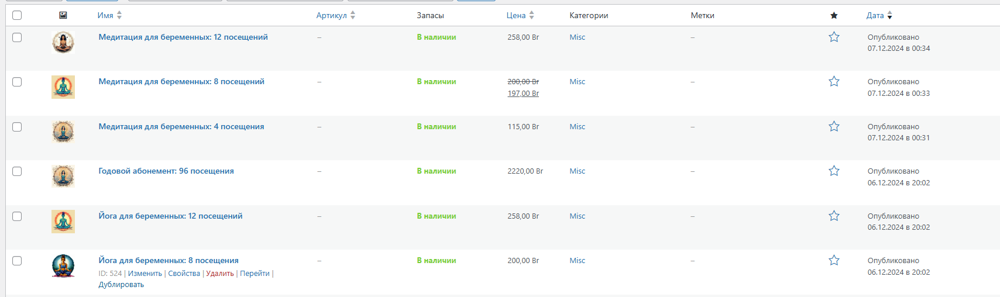 Имя Артикул Запасы Цена Категории Метки Дата
Медитация для беременных: 12 посещений – В наличии 258,00 Br Misc – Опубликовано
07.12.2024 в 00:34
Медитация для беременных: 8 посещений – В наличии 200,00 Br Misc – Опубликовано
197,00 Br 07.12.2024 в 00:33
Медитация для беременных: 4 посещения – В наличии 115,00 Br Misc – Опубликовано
07.12.2024 в 00:31
Годовой абонемент: 96 посещения – В наличии 2220,00 Br Misc – Опубликовано
06.12.2024 в 20:02
Йога для беременных: 12 посещений – В наличии 258,00 Br Misc – Опубликовано
06.12.2024 в 20:02
Йога для беременных: 8 посещения – В наличии 200,00 Br Misc – Опубликовано
ID: 524 | Изменить | Свойства | Удалить | Перейти | 06.12.2024 в 20:02
Дублировать